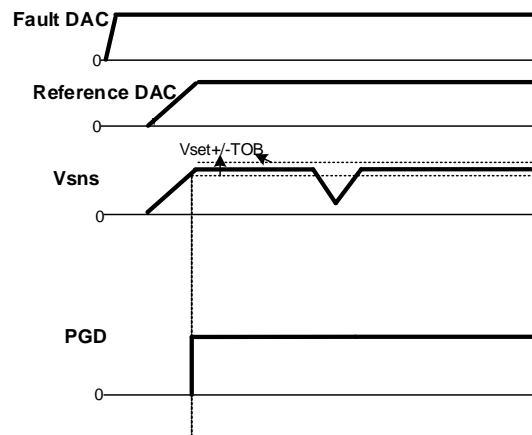 Fault DAC
0
Reference DAC
0
Vset+/-TOB
Vsns
0
PGD
0